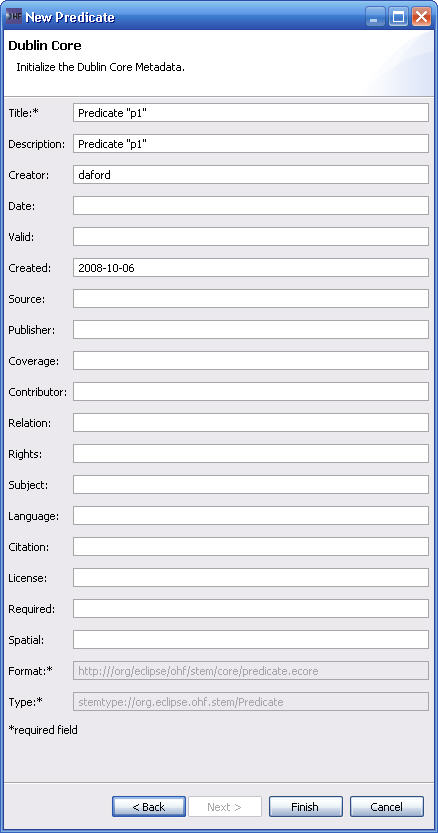 OHF New Predicate
Dublin Core
Initialize the Dublin Core Metadata.
Title:* Predicate "p1"
Description: Predicate "p1"
Creator: daford
Date:
Valid:
Created: 2008-10-06
Source:
Publisher:
Coverage:
Contributor:
Relation:
Rights:
Subject:
Language:
Citation:
License:
Required:
Spatial:
Format:* http:///org/eclipse/ohf/stem/core/predicate.ecore
Type:* stemtype://org.eclipse.ohf.stem/Predicate
*required field
< Back Next > Finish Cancel